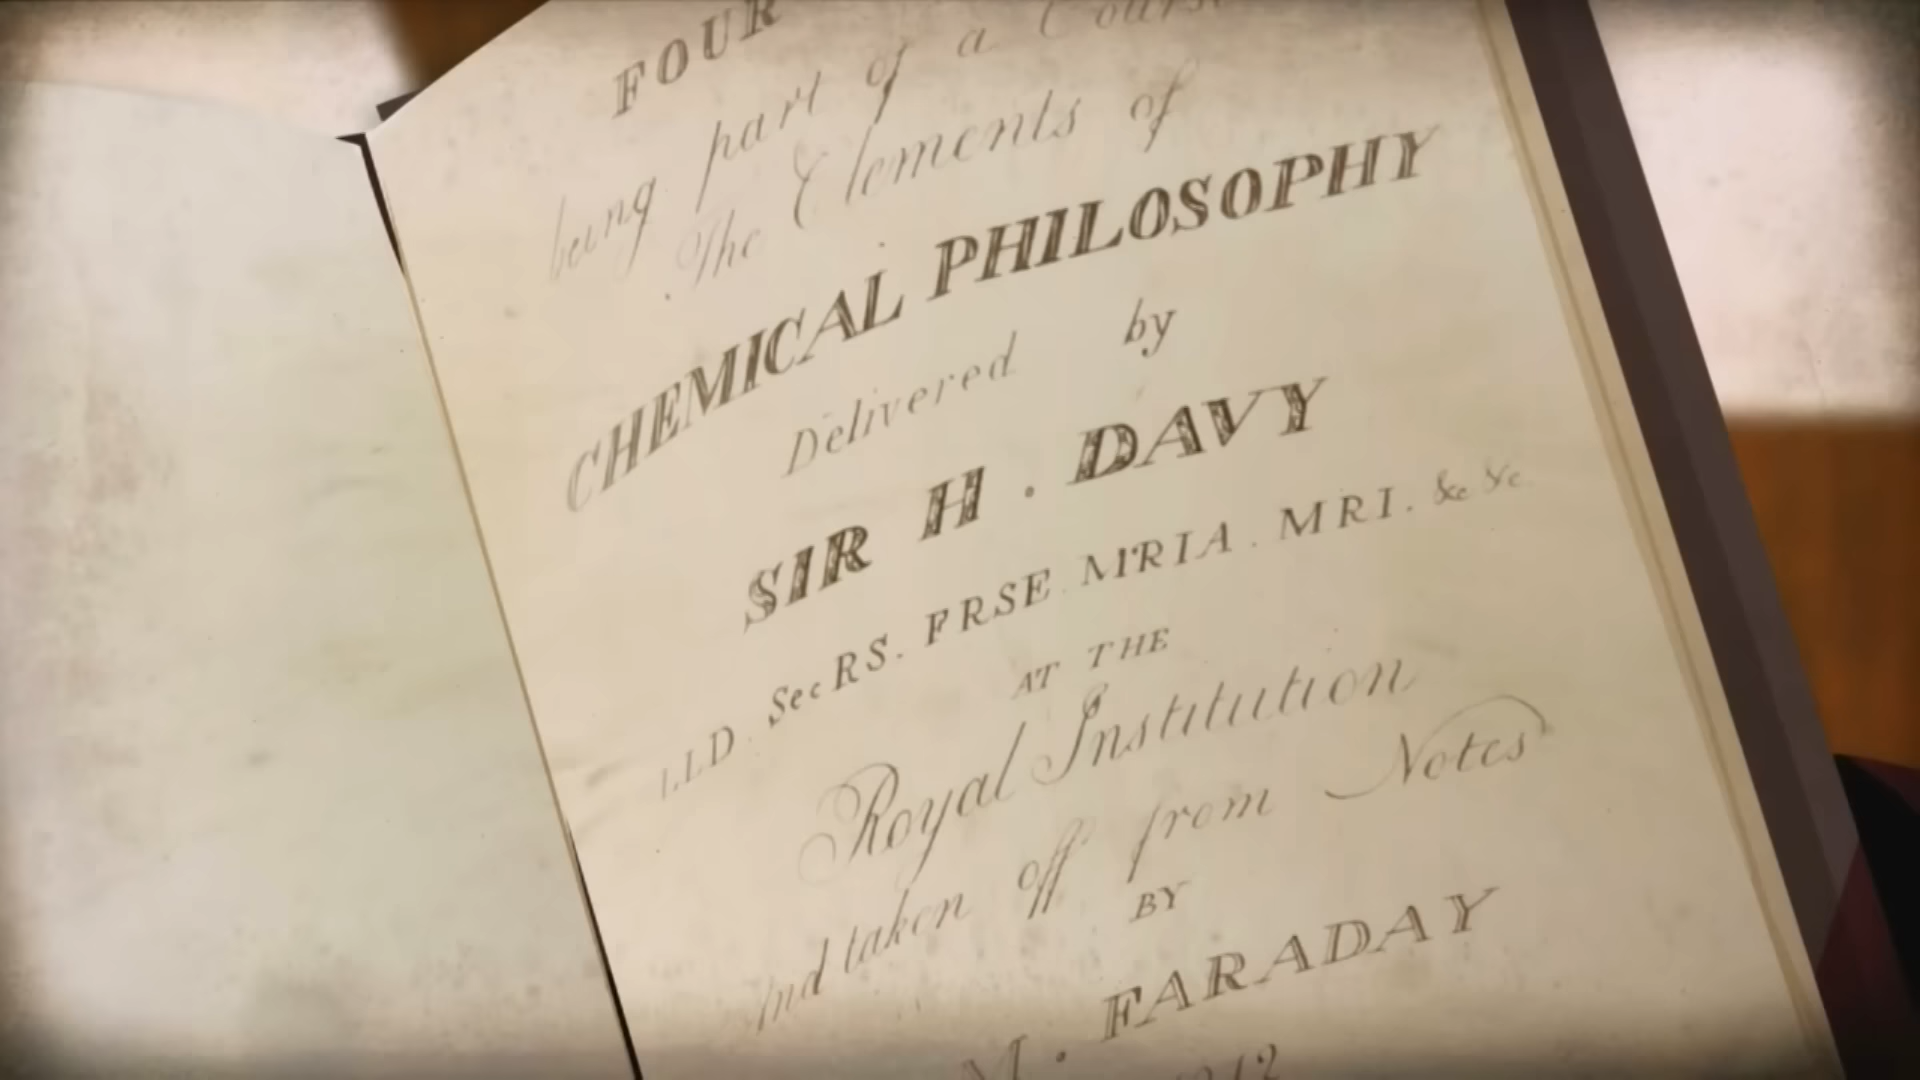 FOUR
being part of a Course
The Elements of
CHEMICAL PHILOSOPHY
Delivered by
SIR H. DAVY
LLD. Sec RS. FRSE. MRIA. MRI. &c &c
AT THE
Royal Institution
And taken off from Notes
BY
M. FARADAY